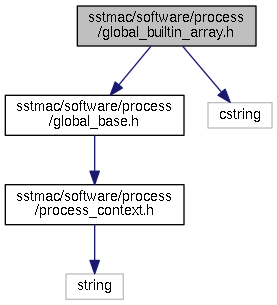 sstmac/software/process
/global_builtin_array.h
sstmac/software/process
/global_base.h
cstring
sstmac/software/process
/process_context.h
string